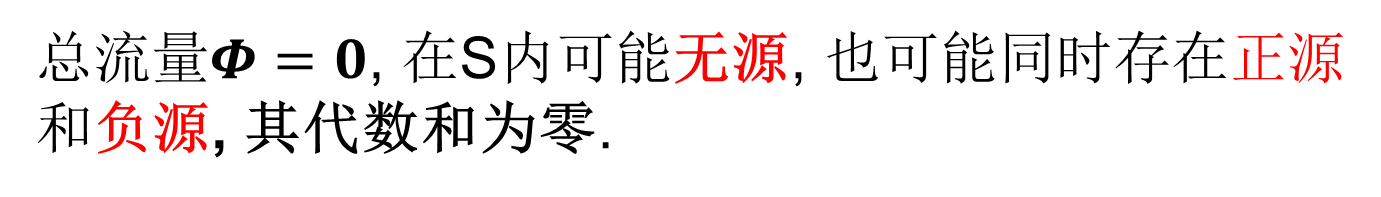 总流量𝜱 = 𝟎, 在S内可能无源, 也可能同时存在正源
和负源, 其代数和为零.